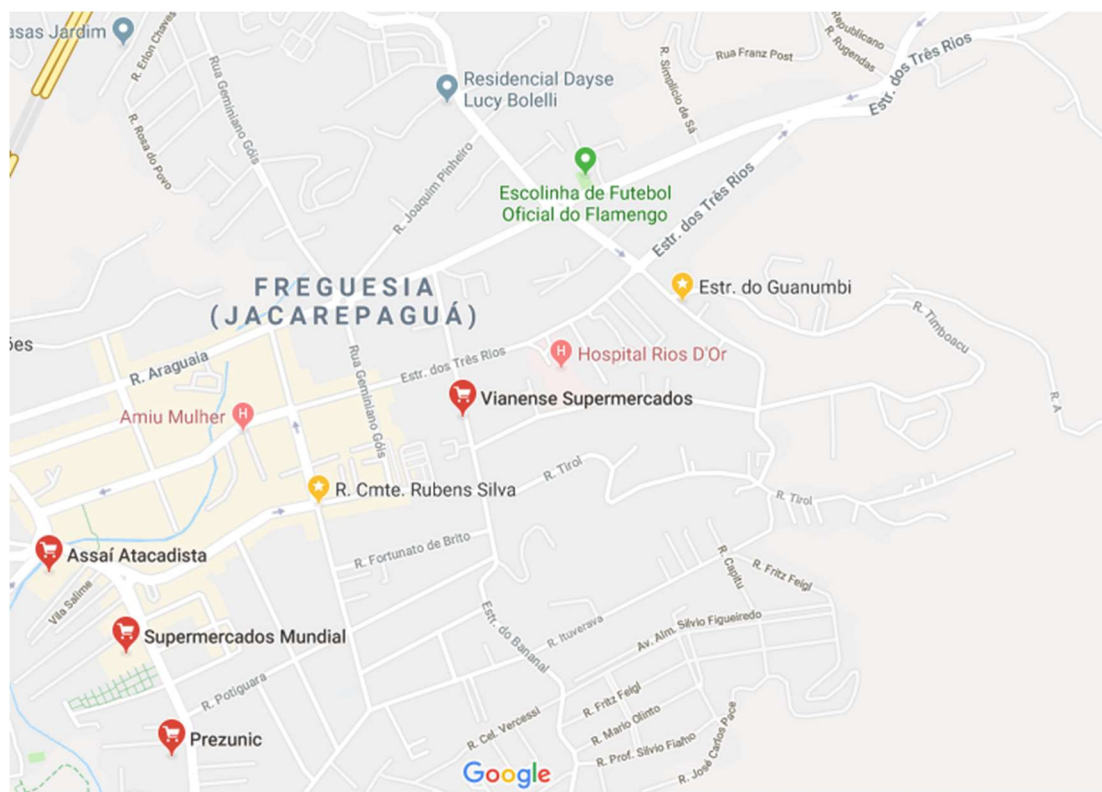 asas Jardim
R. Erlon Chaves
R. Rosa do Povo
Rua Geminiano Góis
Residencial Dayse
Lucy Bolelli
R. Joaquim Pinheiro
R. Simplício de Sá
Rua Franz Post
Republicano
R. Rugendas
Estr. dos Três Rios
Escolinha de Futebol
Oficial do Flamengo
Estr. dos Três Rios
FREGUESIA
(JACAREPAGUÁ)
Estr. do Guanumbi
R. Timboacu
R. A
ões
R. Araguaia
Rua Geminiano Góis
Estr. dos Três Rios
Hospital Rios D'Or
Vianense Supermercados
Amiu Mulher
R. Cmte. Rubens Silva
R. Tirol
R. Tirol
R. Fortunato de Brito
Assaí Atacadista
Vila Salime
R. Capitu
R. Fritz Feigl
Supermercados Mundial
Estr. do Bananal
R. Ituverava
Av. Alm. Silvio Figueiredo
R. Potiguara
R. Fritz Feigl
R. Cel. Vercessi
R. Mario Olinto
R. Prof. Silvio Fialho
R. José Carlos Pace
Prezunic
Google